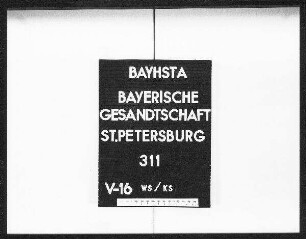 BAYHSTA
BAYERISCHE
GESANDTSCHAFT
ST.PETERSBURG
311
V-16 ws/ks